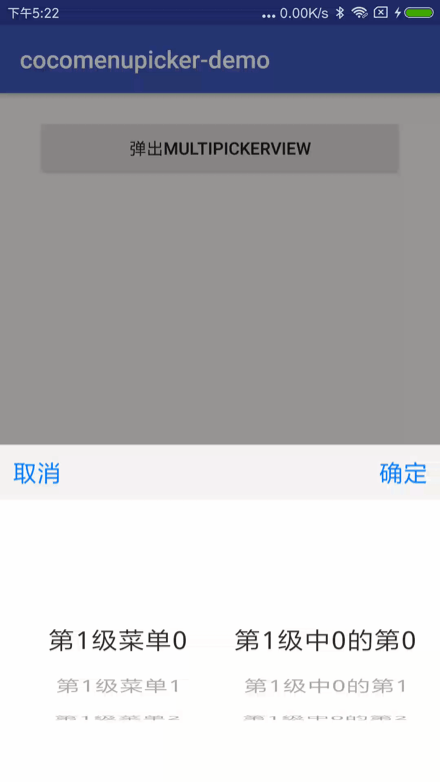 下午5:22 ... 0.00K/s
cocomenupicker-demo
弹出MULTIPICKERVIEW
取消 确定
第1级菜单0 第1级中0的第0
第1级菜单1 第1级中0的第1